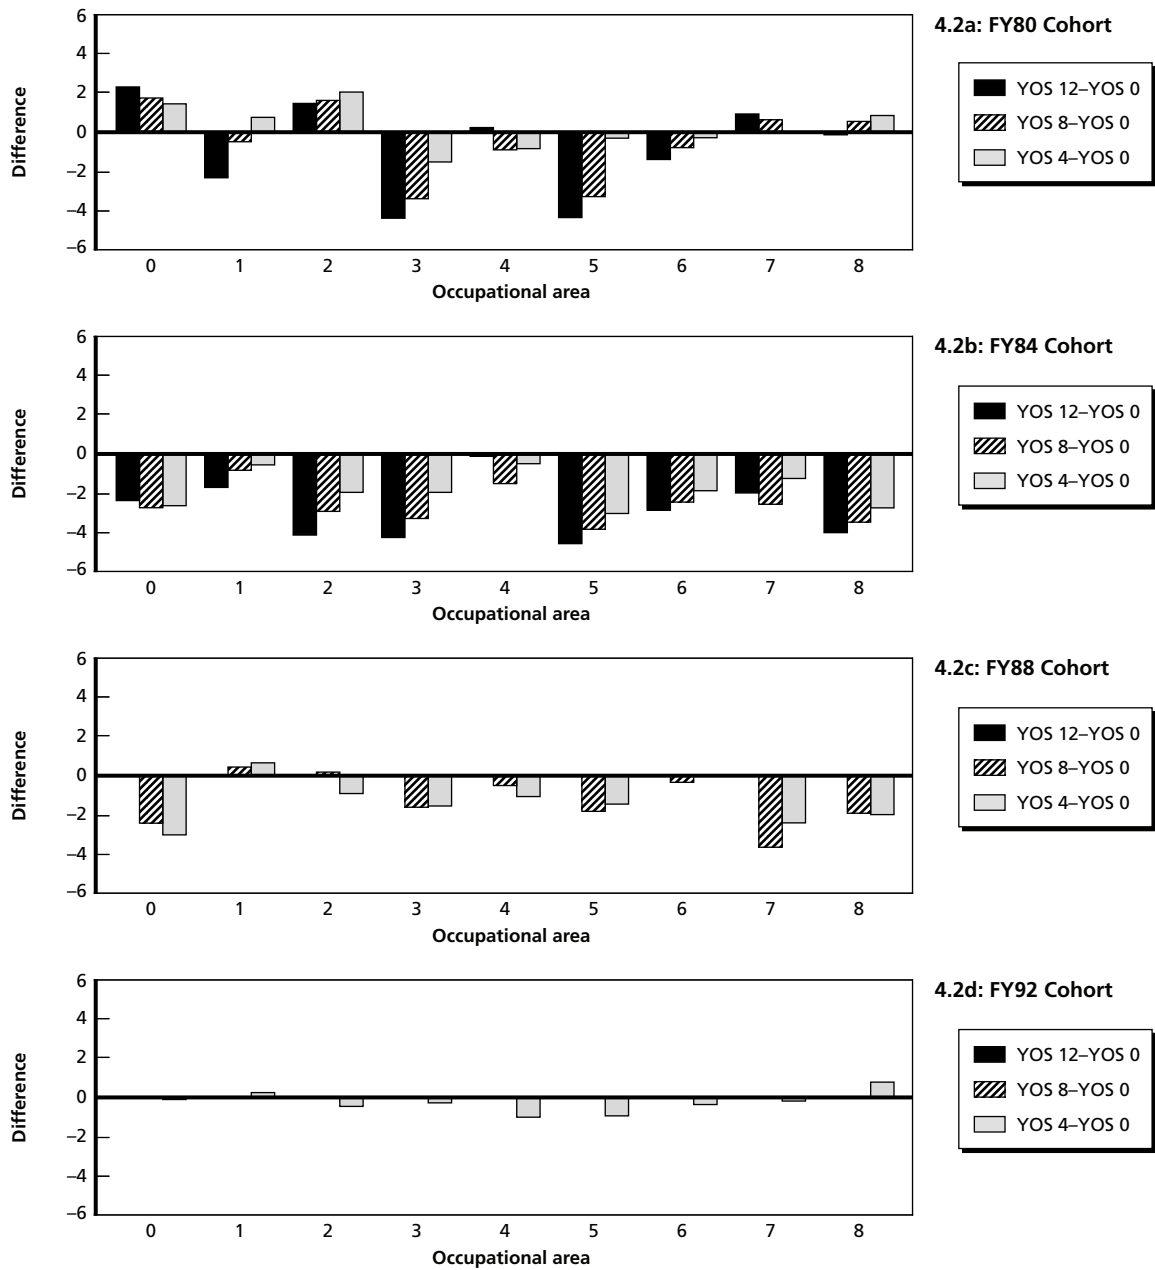 4.2a: FY80 Cohort
6
4
2
0
–2
–4
–6
Difference
0 1 2 3 4 5 6 7 8
Occupational area
YOS 12–YOS 0
YOS 8–YOS 0
YOS 4–YOS 0
4.2b: FY84 Cohort
6
4
2
0
–2
–4
–6
Difference
0 1 2 3 4 5 6 7 8
Occupational area
YOS 12–YOS 0
YOS 8–YOS 0
YOS 4–YOS 0
4.2c: FY88 Cohort
6
4
2
0
–2
–4
–6
Difference
0 1 2 3 4 5 6 7 8
Occupational area
YOS 12–YOS 0
YOS 8–YOS 0
YOS 4–YOS 0
4.2d: FY92 Cohort
6
4
2
0
–2
–4
–6
Difference
0 1 2 3 4 5 6 7 8
Occupational area
YOS 12–YOS 0
YOS 8–YOS 0
YOS 4–YOS 0